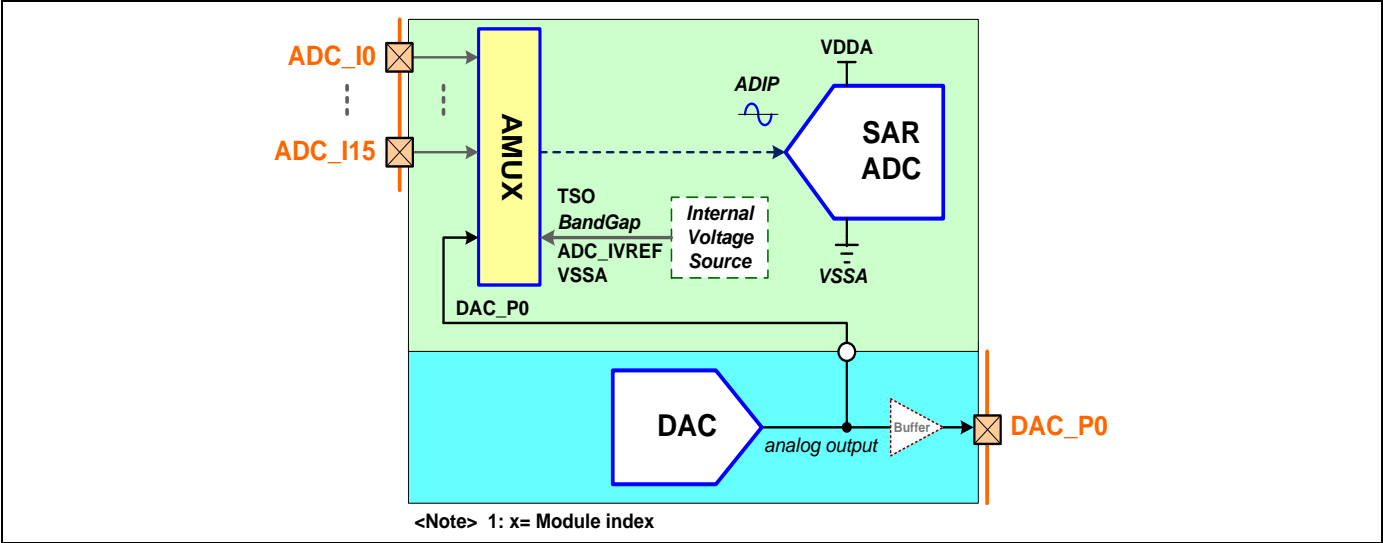 ADC_I0
ADC_I15
AMUX
ADIP
VDDA
SAR
ADC
VSSA
TSO
BandGap
ADC_IVREF
VSSA
Internal
Voltage
Source
DAC_P0
DAC
analog output
Buffer
DAC_P0
<Note> 1: x= Module index